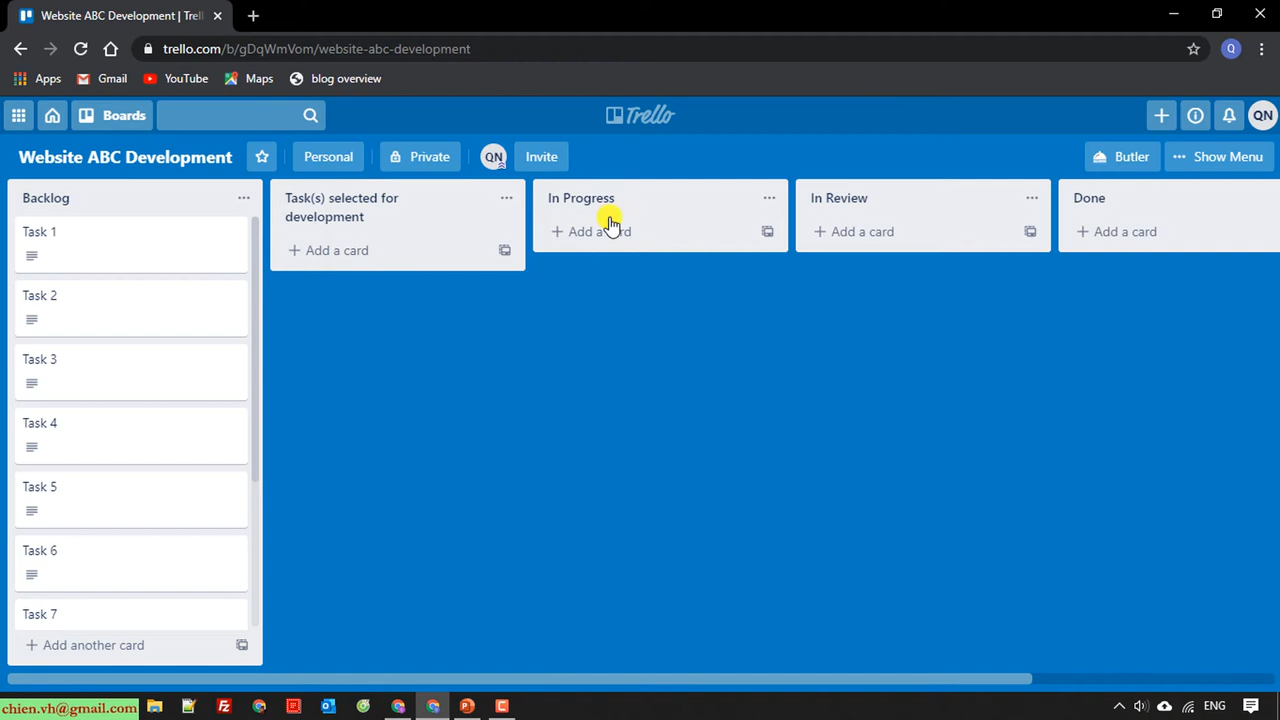 Website ABC Development | Trell
trello.com/b/gDqWmVom/website-abc-development
Q
Apps
Gmail
YouTube
Maps
blog overview
Boards
Trello
QN
Website ABC Development
Personal
Private
QN
Invite
Butler
Show Menu
Backlog
Task 1
Task 2
Task 3
Task 4
Task 5
Task 6
Task 7
Add another card
Task(s) selected for
development
Add a card
In Progress
Add a card
In Review
Add a card
Done
Add a card
chien.vh@gmail.com
ENG